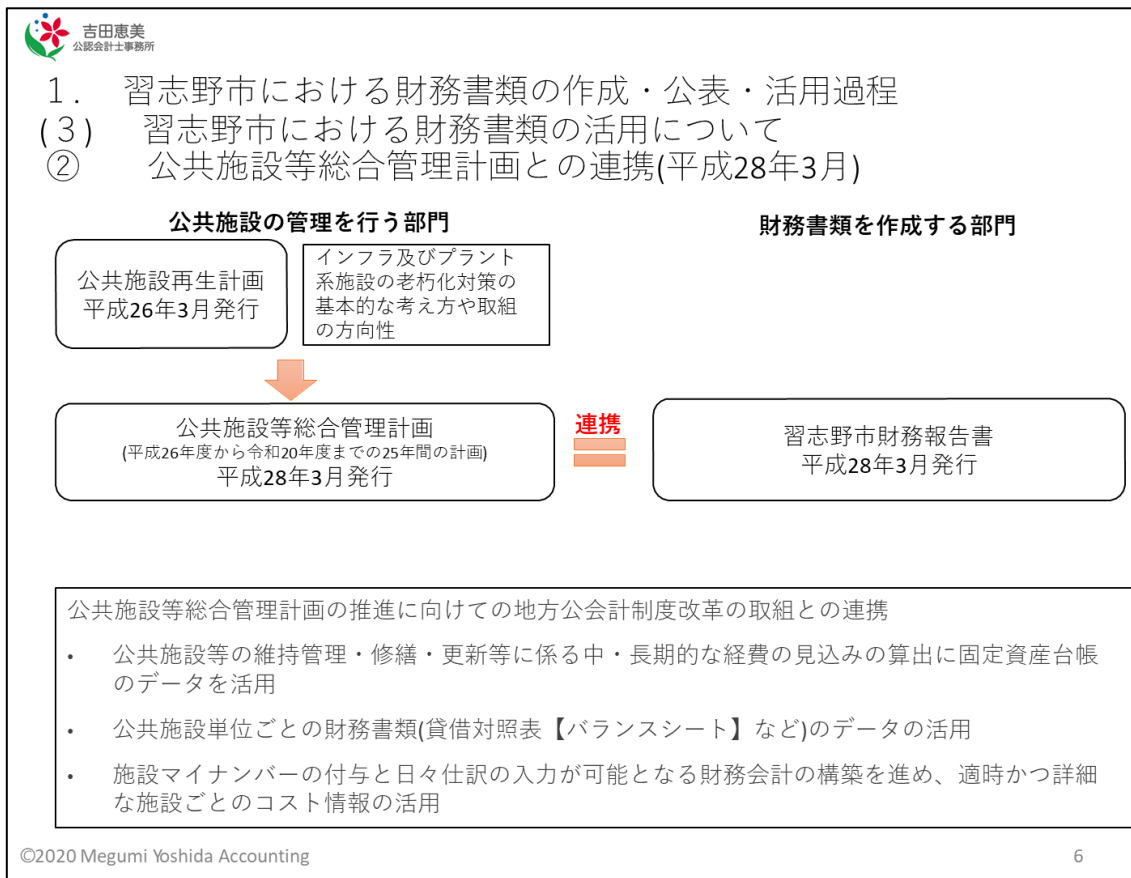 吉田恵美
公認会計士事務所
1. 習志野市における財務書類の作成・公表・活用過程
(3) 習志野市における財務書類の活用について
② 公共施設等総合管理計画との連携(平成28年3月)
公共施設の管理を行う部門
財務書類を作成する部門
公共施設再生計画
平成26年3月発行
インフラ及びプラント
系施設の老朽化対策の
基本的な考え方や取組
の方向性
公共施設等総合管理計画
(平成26年度から令和20年度までの25年間の計画)
平成28年3月発行
連携
習志野市財務報告書
平成28年3月発行
公共施設等総合管理計画の推進に向けての地方公会計制度改革の取組との連携
• 公共施設等の維持管理・修繕・更新等に係る中・長期的な経費の見込みの算出に固定資産台帳
のデータを活用
• 公共施設単位ごとの財務書類(貸借対照表【バランスシート】など)のデータの活用
• 施設マイナンバーの付与と日々仕訳の入力が可能となる財務会計の構築を進め、適時かつ詳細
な施設ごとのコスト情報の活用
©2020 Megumi Yoshida Accounting
6